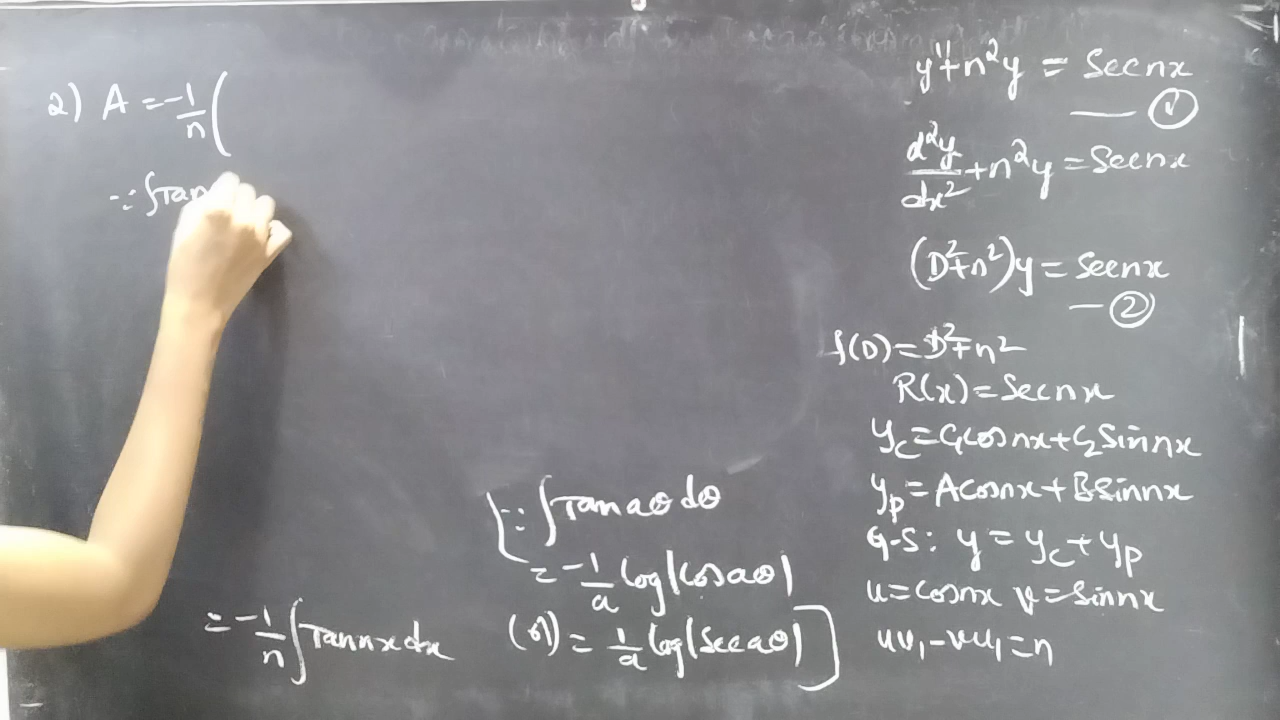 2) A = -1/n (
∵ ∫Tan
∵ ∫Tan aθ dθ
= -1/a log|cos aθ|
= -1/n ∫Tan nx dx
(or) = 1/a log|sec aθ|
y'' + n²y = Sec nx
— ①
d²y/dx² + n²y = Sec nx
(D² + n²)y = Sec nx
— ②
f(D) = D² + n²
R(x) = Sec nx
y_c = C₁cos nx + C₂ Sin nx
y_p = A cos nx + B Sin nx
G.S: y = y_c + y_p
u = cos nx v = Sin nx
uv₁ - vu₁ = n